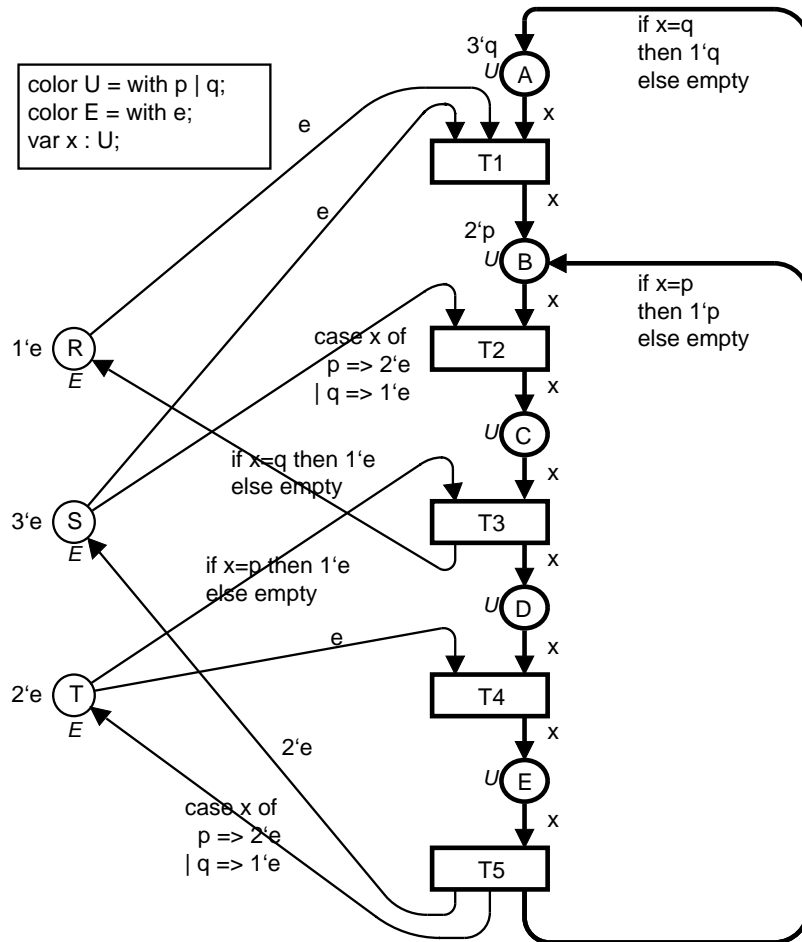 if x=q
then 1‘q
else empty
3‘q
U
A
x
color U = with p | q;
color E = with e;
var x : U;
e
T1
e
x
2‘p
U
B
if x=p
then 1‘p
else empty
x
case x of
p => 2‘e
| q => 1‘e
T2
1‘e
R
E
x
U
C
if x=q then 1‘e
else empty
x
3‘e
S
E
T3
if x=p then 1‘e
else empty
x
U
D
e
x
2‘e
T
E
T4
x
2‘e
U
E
case x of
p => 2‘e
| q => 1‘e
x
T5